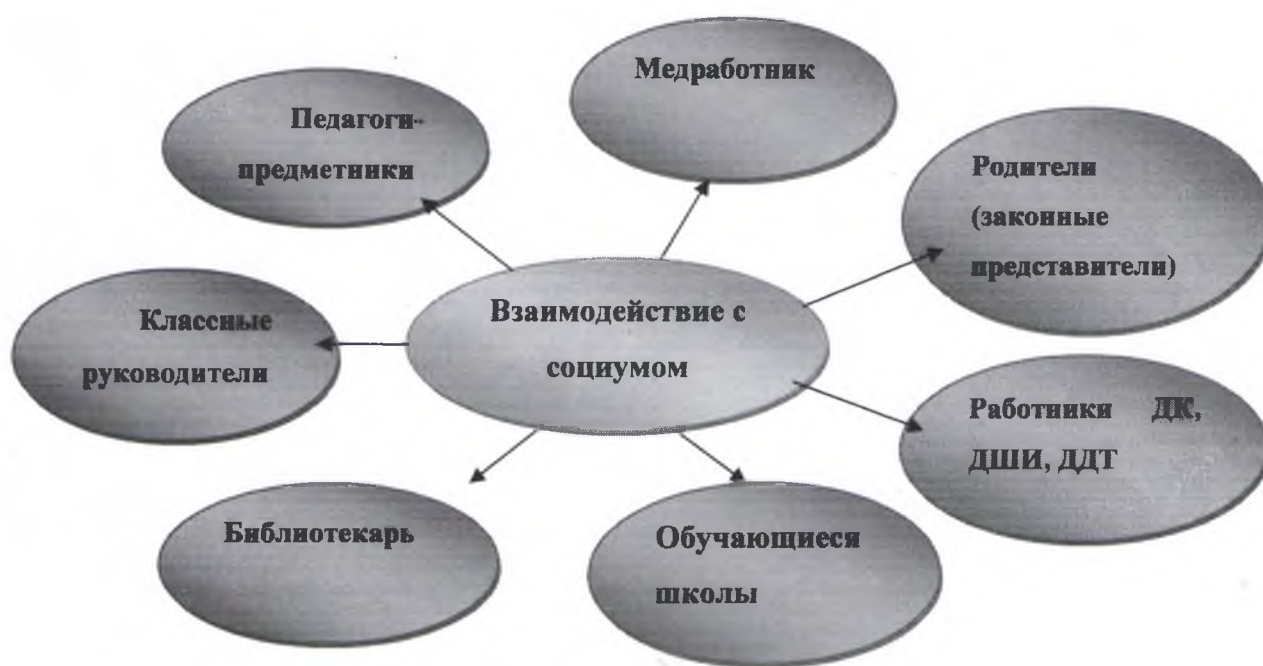 Медработник
Педагоги-
предметники
Родители
(законные
представители)
Взаимодействие с
социумом
Классные
руководители
Работники ДК,
ДШИ, ДДТ
Библиотекарь
Обучающиеся
школы